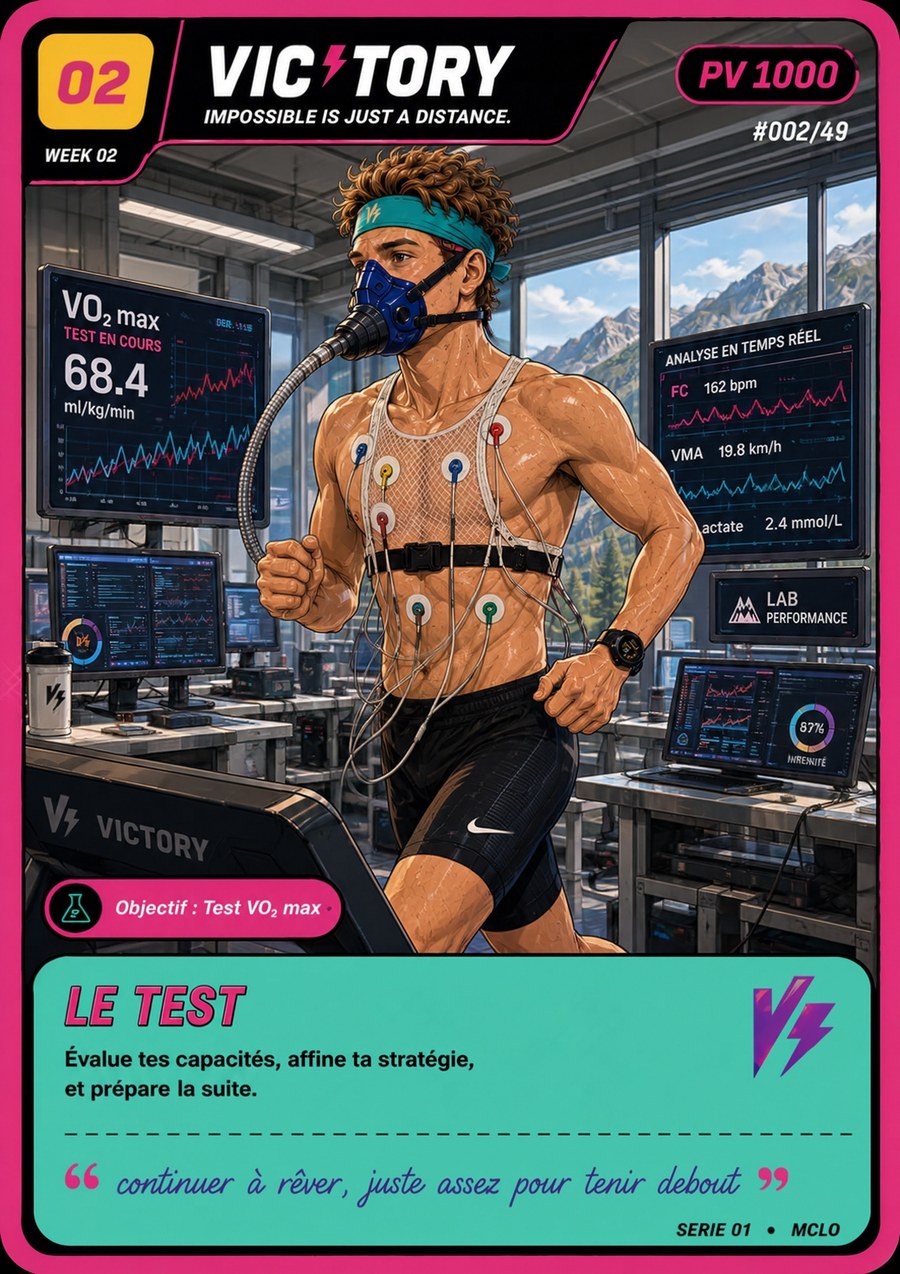 02
WEEK 02
VIC TORY
IMPOSSIBLE IS JUST A DISTANCE.
PV 1000
#002/49
VO₂ max
TEST EN COURS
68.4
ml/kg/min
ANALYSE EN TEMPS RÉEL
FC 162 bpm
VMA 19.8 km/h
actate 2.4 mmol/L
LAB
PERFORMANCE
87%
V
V
V VICTORY
Objectif : Test VO₂ max
LE TEST
Évalue tes capacités, affine ta stratégie,
et prépare la suite.
“ continuer à rêver, juste assez pour tenir debout ”
SERIE 01 • MCLO